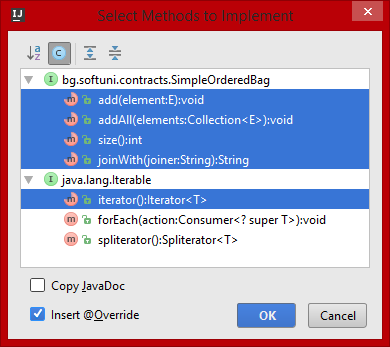 IJ
Select Methods to Implement
a
z
C
I bg.softuni.contracts.SimpleOrderedBag
m add(element:E):void
m addAll(elements:Collection<E>):void
m size():int
m joinWith(joiner:String):String
I java.lang.Iterable
m iterator():Iterator<T>
m forEach(action:Consumer<? super T>):void
m spliterator():Spliterator<T>
Copy JavaDoc
Insert @Override
OK Cancel